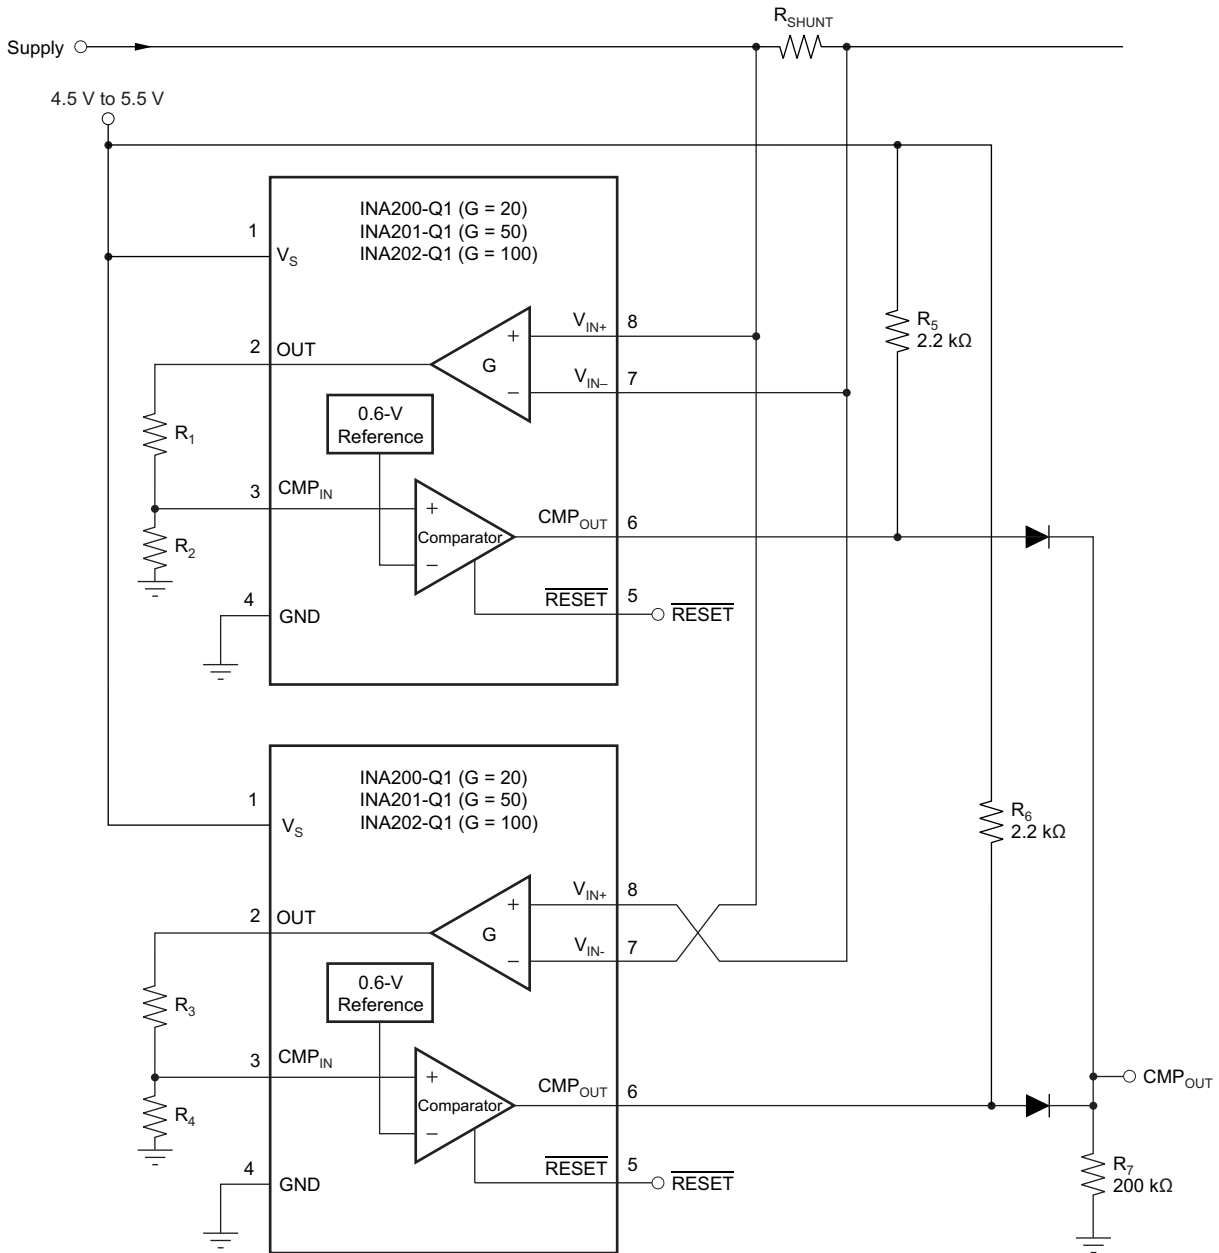 R_SHUNT
Supply
4.5 V to 5.5 V
INA200-Q1 (G = 20)
INA201-Q1 (G = 50)
INA202-Q1 (G = 100)
1
V_S
V_IN+
8
+
G
2
OUT
R_5
2.2 kΩ
V_IN–
7
−
0.6-V
Reference
R_1
3
CMP_IN
+
Comparator
−
CMP_OUT
6
R_2
RESET
5
RESET
4
GND
INA200-Q1 (G = 20)
INA201-Q1 (G = 50)
INA202-Q1 (G = 100)
1
V_S
R_6
2.2 kΩ
V_IN+
8
+
G
2
OUT
V_IN-
7
−
0.6-V
Reference
R_3
3
CMP_IN
+
Comparator
−
CMP_OUT
6
CMP_OUT
R_4
RESET
5
RESET
4
GND
R_7
200 kΩ